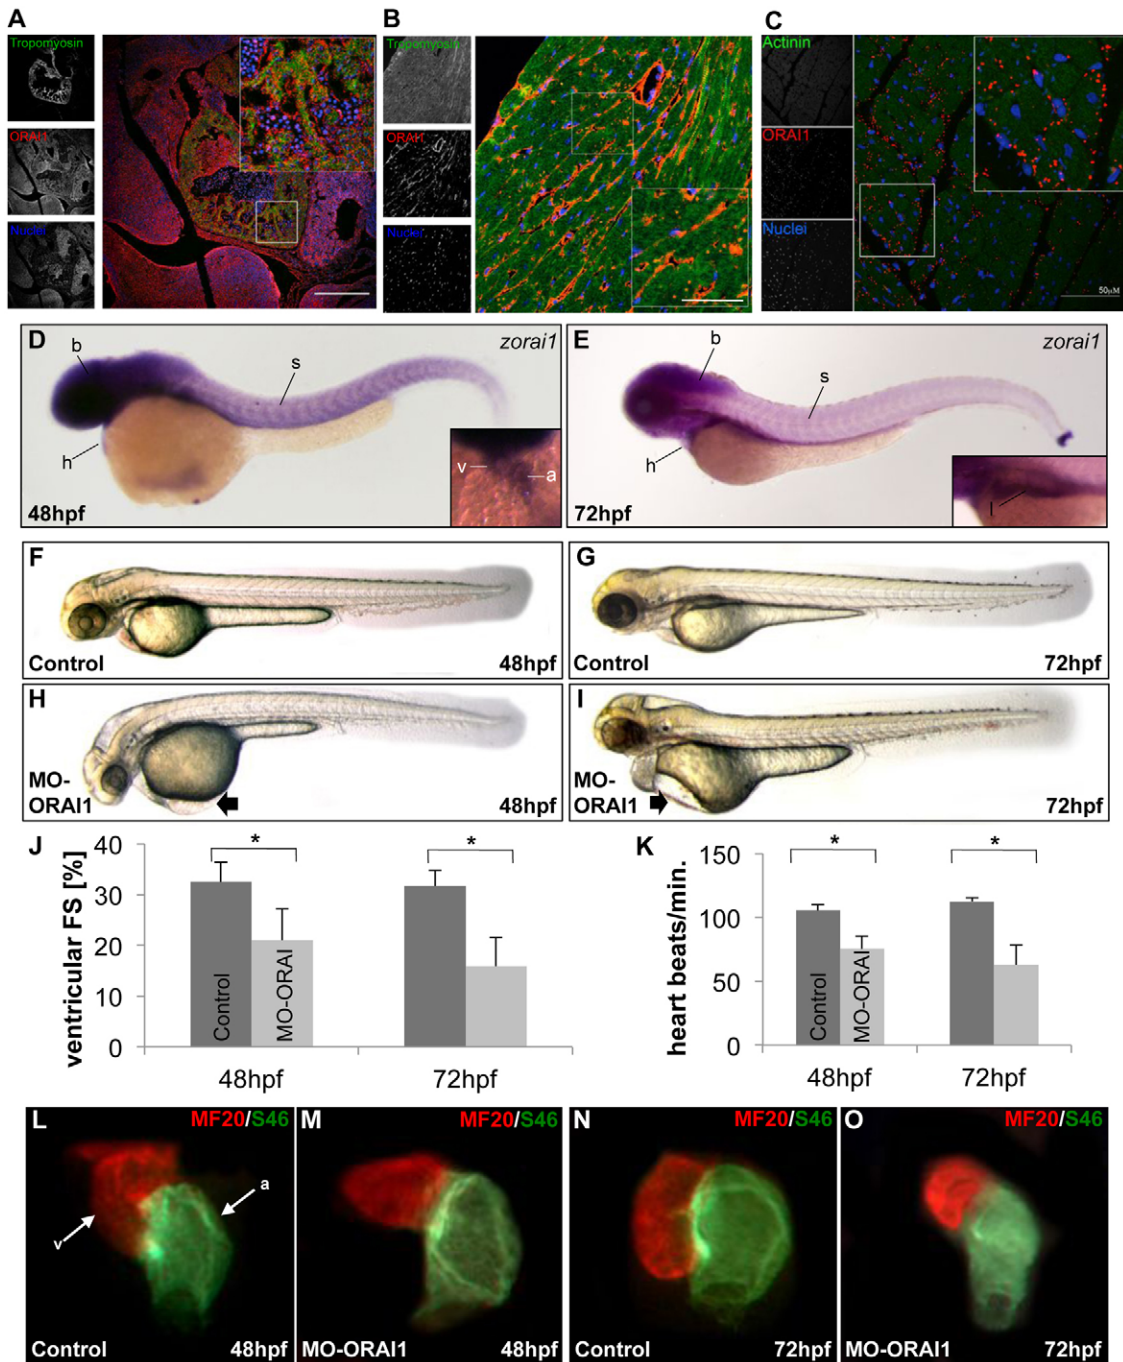 A
Tropomyosin
ORAI1
Nuclei
B
Tropomyosin
ORAI1
Nuclei
C
Actinin
ORAI1
Nuclei
50µM
D
zorai1
b
s
h
v
a
48hpf
E
zorai1
b
s
h
l
72hpf
F
Control
48hpf
G
Control
72hpf
H
MO-
ORAI1
48hpf
I
MO-
ORAI1
72hpf
J
ventricular FS [%]
40
30
20
10
0
*
*
Control
MO-ORAI
48hpf
72hpf
K
heart beats/min.
150
100
50
0
*
*
Control
MO-ORAI
48hpf
72hpf
L
MF20/S46
a
v
Control
48hpf
M
MF20/S46
MO-ORAI1
48hpf
N
MF20/S46
Control
72hpf
O
MF20/S46
MO-ORAI1
72hpf